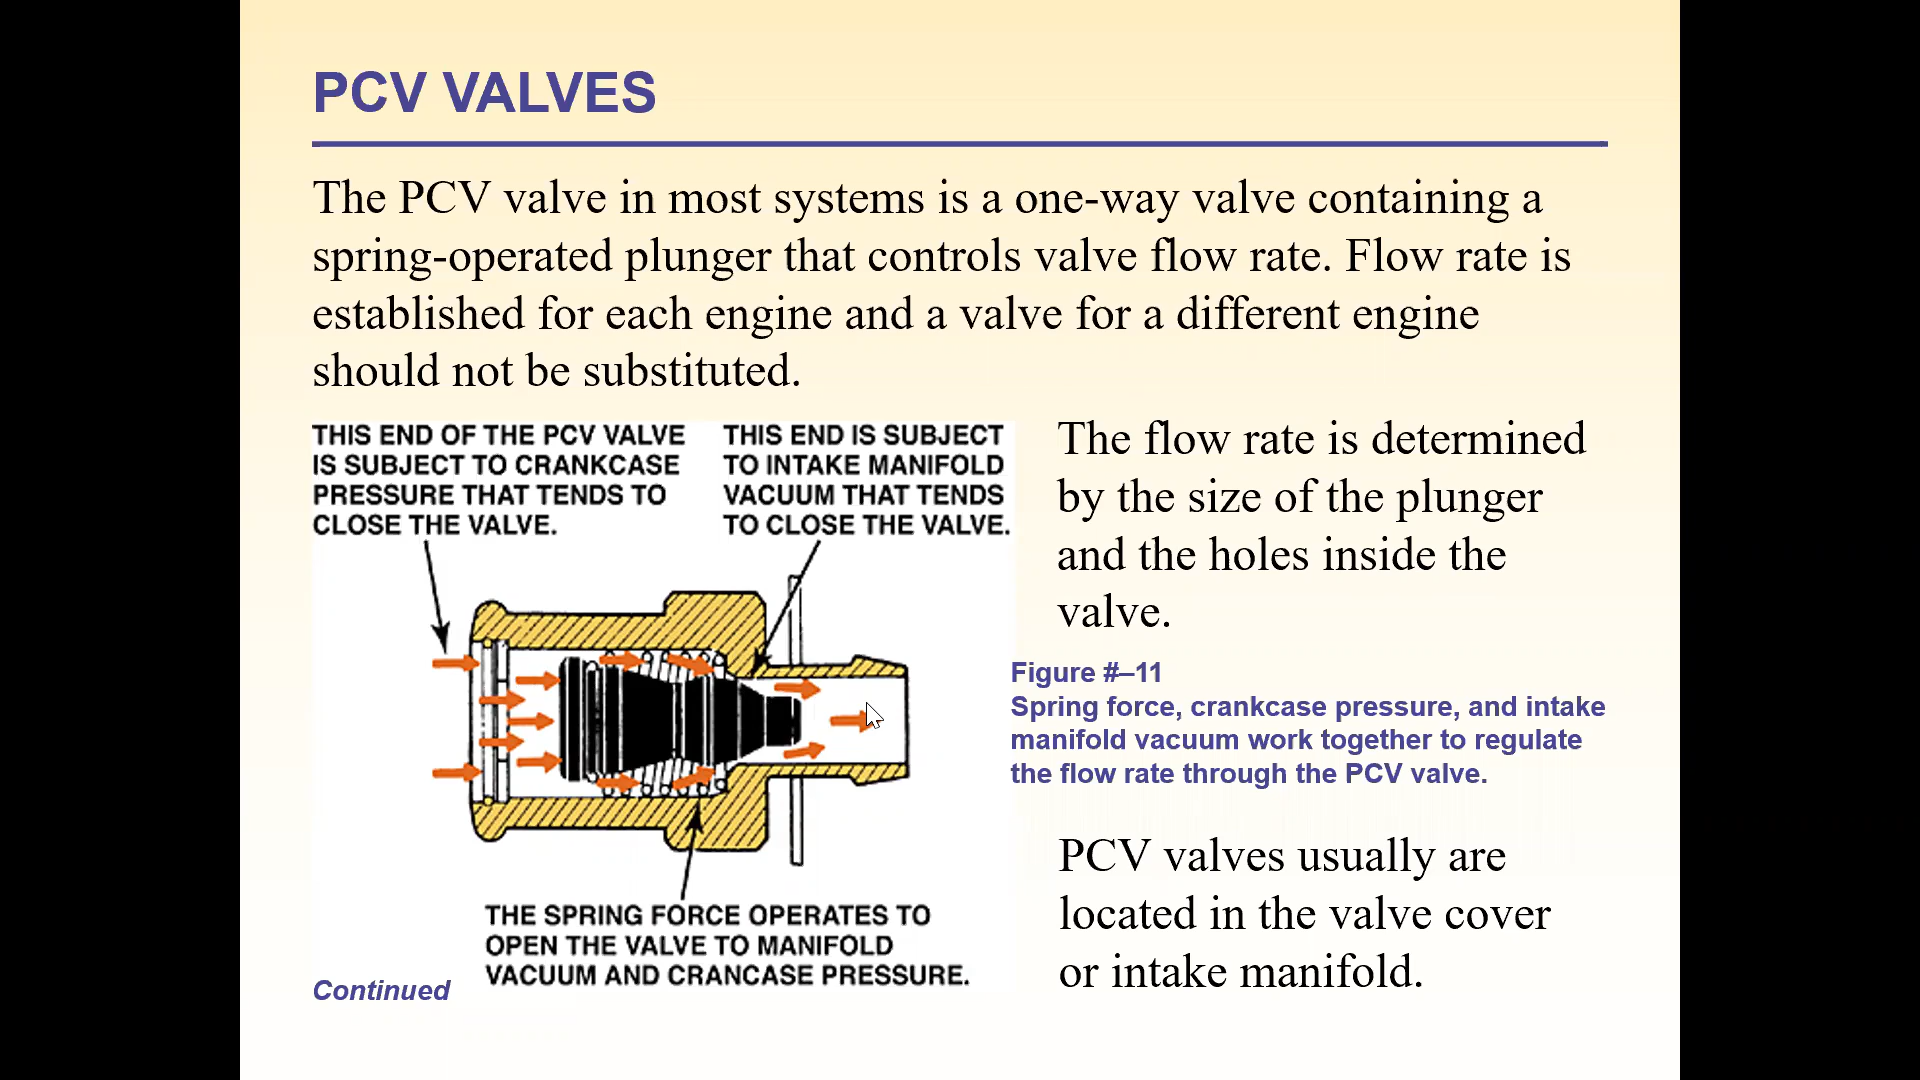 PCV VALVES
The PCV valve in most systems is a one-way valve containing a
spring-operated plunger that controls valve flow rate. Flow rate is
established for each engine and a valve for a different engine
should not be substituted.
THIS END OF THE PCV VALVE
IS SUBJECT TO CRANKCASE
PRESSURE THAT TENDS TO
CLOSE THE VALVE.
THIS END IS SUBJECT
TO INTAKE MANIFOLD
VACUUM THAT TENDS
TO CLOSE THE VALVE.
The flow rate is determined
by the size of the plunger
and the holes inside the
valve.
Figure #–11
Spring force, crankcase pressure, and intake
manifold vacuum work together to regulate
the flow rate through the PCV valve.
THE SPRING FORCE OPERATES TO
OPEN THE VALVE TO MANIFOLD
VACUUM AND CRANCASE PRESSURE.
PCV valves usually are
located in the valve cover
or intake manifold.
Continued